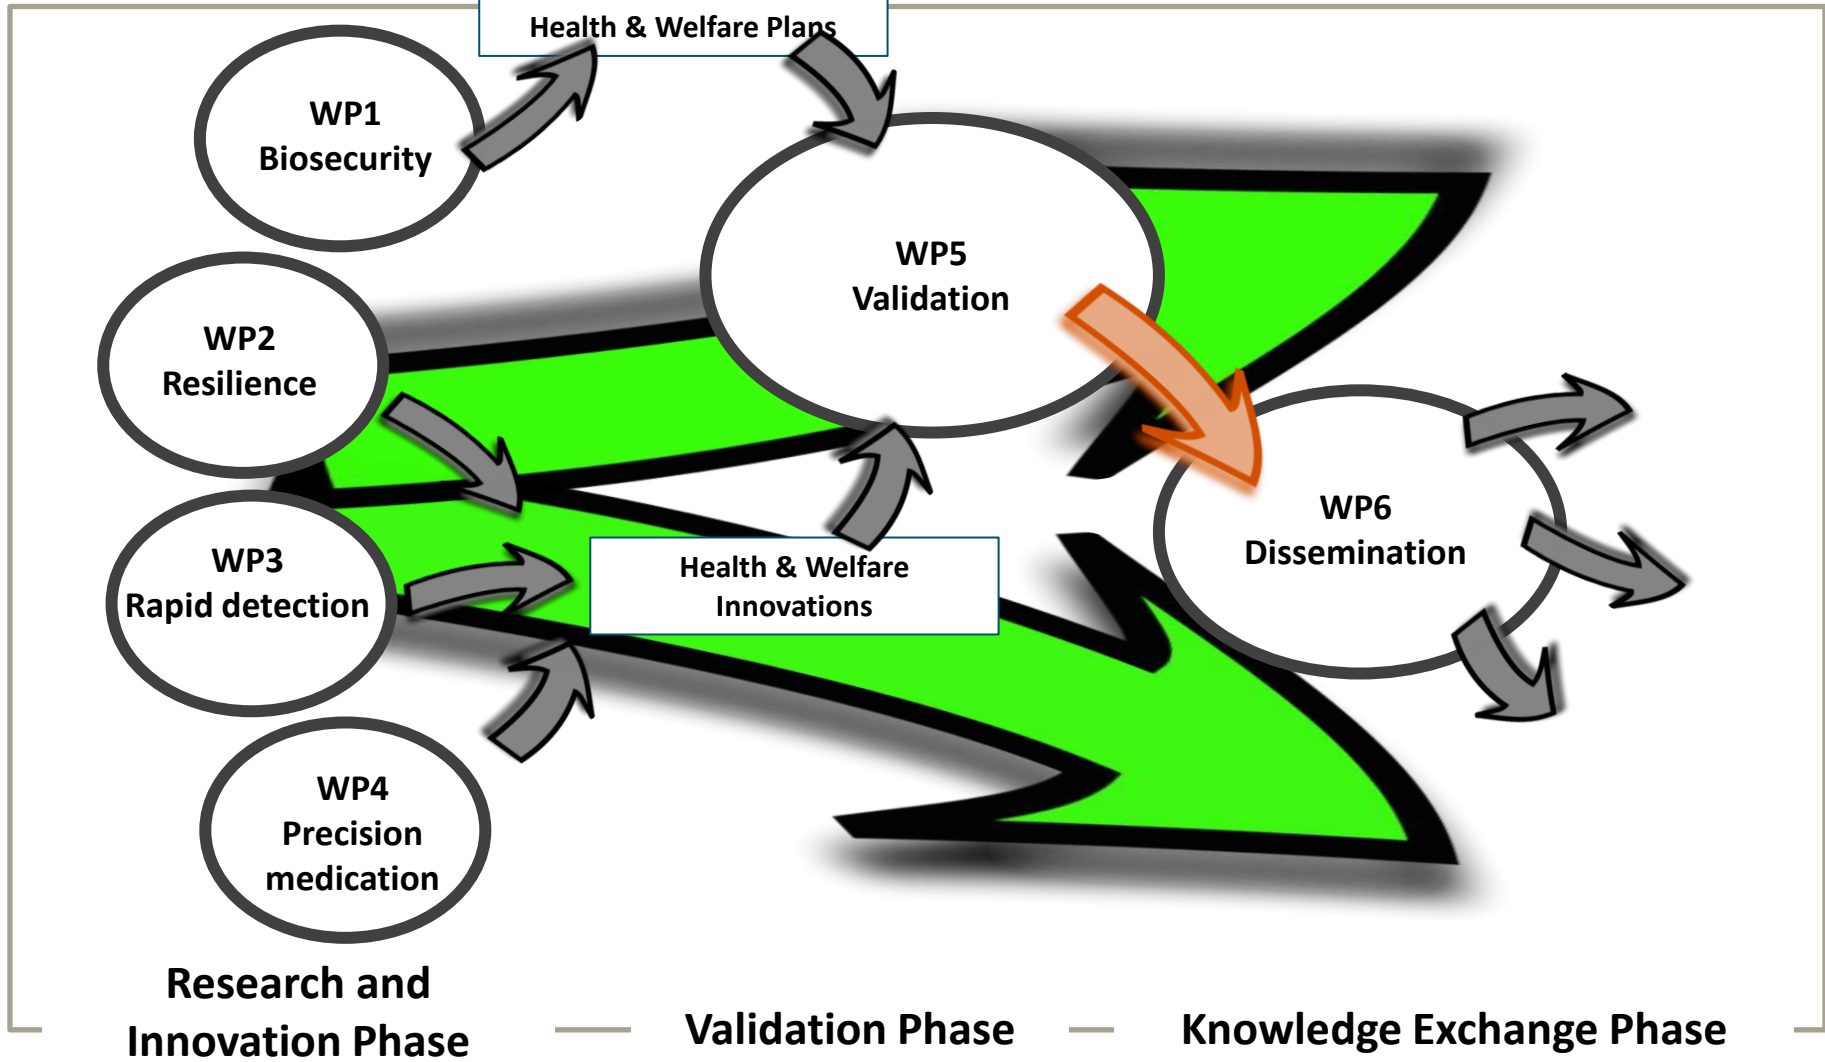 Health & Welfare Plans
WP1
Biosecurity
WP2
Resilience
WP3
Rapid detection
WP4
Precision
medication
WP5
Validation
Health & Welfare
Innovations
WP6
Dissemination
Research and
Innovation Phase
Validation Phase
Knowledge Exchange Phase